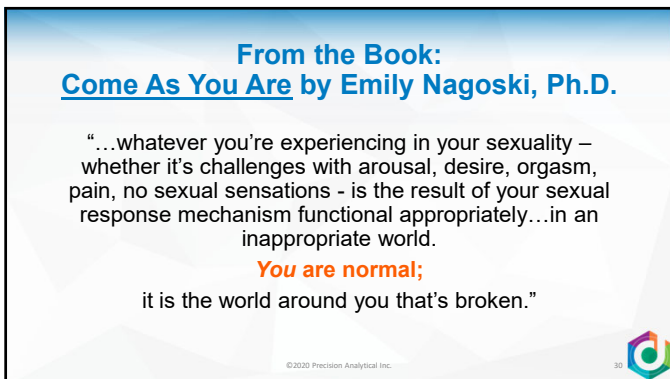 From the Book:
Come As You Are by Emily Nagoski, Ph.D.
“…whatever you’re experiencing in your sexuality –
whether it’s challenges with arousal, desire, orgasm,
pain, no sexual sensations - is the result of your sexual
response mechanism functional appropriately…in an
inappropriate world.
You are normal;
it is the world around you that’s broken.”
©2020 Precision Analytical Inc.
30